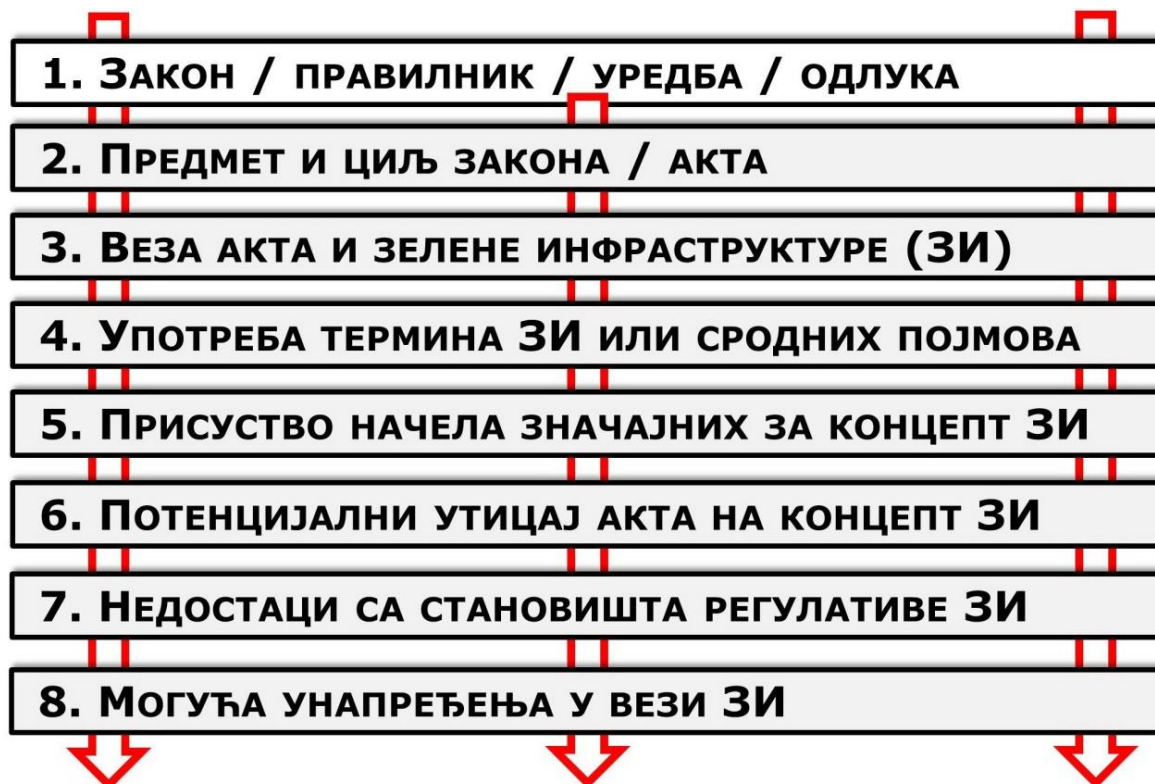 1. Закон / правилник / уредба / одлука
2. Предмет и циљ закона / акта
3. Веза акта и зелене инфраструктуре (ЗИ)
4. Употреба термина ЗИ или сродних појмова
5. Присуство начела значајних за концепт ЗИ
6. Потенцијални утицај акта на концепт ЗИ
7. Недостаци са становишта регулативе ЗИ
8. Могућа унапређења у вези ЗИ